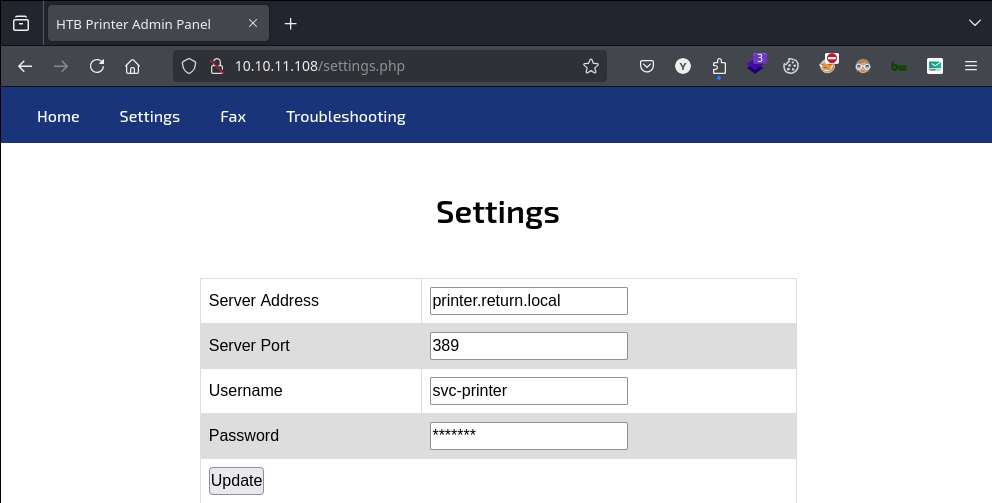 HTB Printer Admin Panel
10.10.11.108/settings.php
Y
3
bw
Home Settings Fax Troubleshooting
Settings
Server Address printer.return.local
Server Port 389
Username svc-printer
Password *******
Update